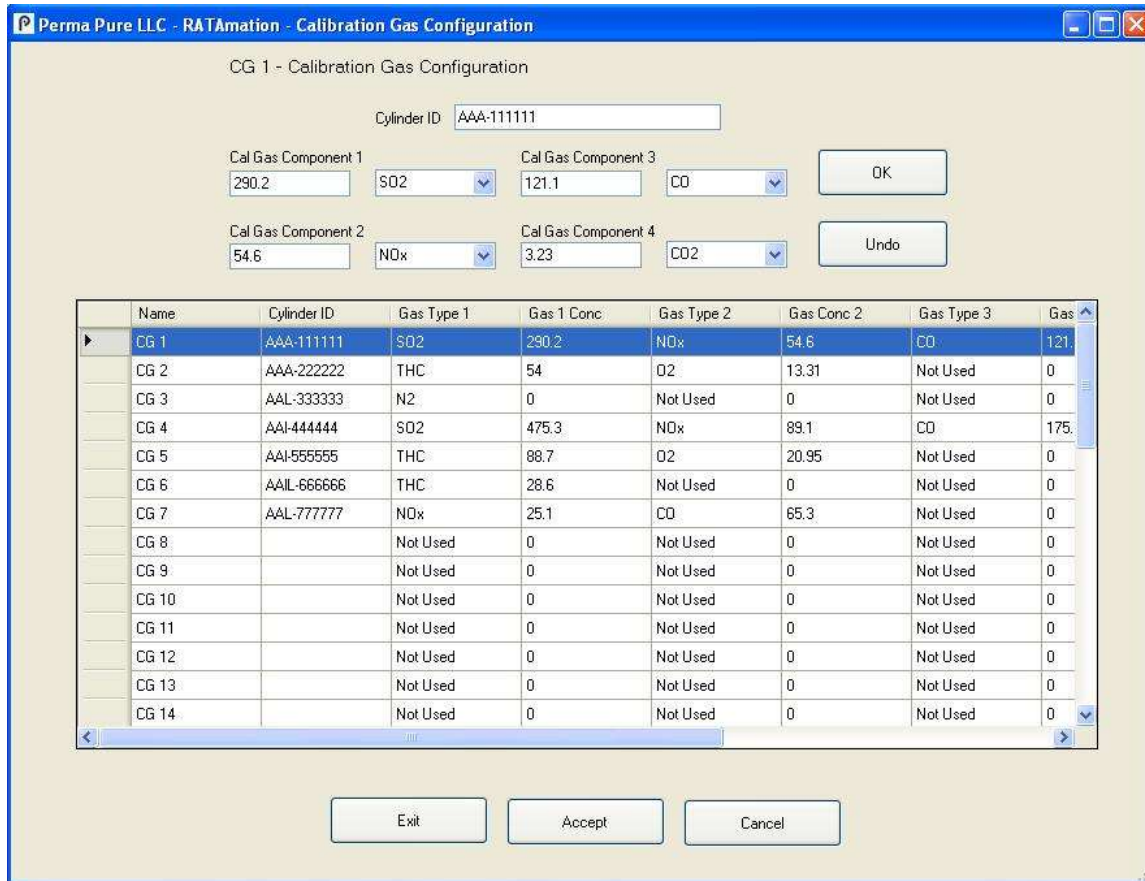 Perma Pure LLC - RATAmation - Calibration Gas Configuration
CG 1 - Calibration Gas Configuration
Cylinder ID AAA-111111
Cal Gas Component 1 Cal Gas Component 3
290.2 SO2 121.1 CO OK
Cal Gas Component 2 Cal Gas Component 4
54.6 NOx 3.23 CO2 Undo
Name Cylinder ID Gas Type 1 Gas 1 Conc Gas Type 2 Gas Conc 2 Gas Type 3 Gas
CG 1 AAA-111111 SO2 290.2 NOx 54.6 CO 121.
CG 2 AAA-222222 THC 54 O2 13.31 Not Used 0
CG 3 AAL-333333 N2 0 Not Used 0 Not Used 0
CG 4 AAI-444444 SO2 475.3 NOx 89.1 CO 175.
CG 5 AAI-555555 THC 88.7 O2 20.95 Not Used 0
CG 6 AAIL-666666 THC 28.6 Not Used 0 Not Used 0
CG 7 AAL-777777 NOx 25.1 CO 65.3 Not Used 0
CG 8 Not Used 0 Not Used 0 Not Used 0
CG 9 Not Used 0 Not Used 0 Not Used 0
CG 10 Not Used 0 Not Used 0 Not Used 0
CG 11 Not Used 0 Not Used 0 Not Used 0
CG 12 Not Used 0 Not Used 0 Not Used 0
CG 13 Not Used 0 Not Used 0 Not Used 0
CG 14 Not Used 0 Not Used 0 Not Used 0
Exit Accept Cancel